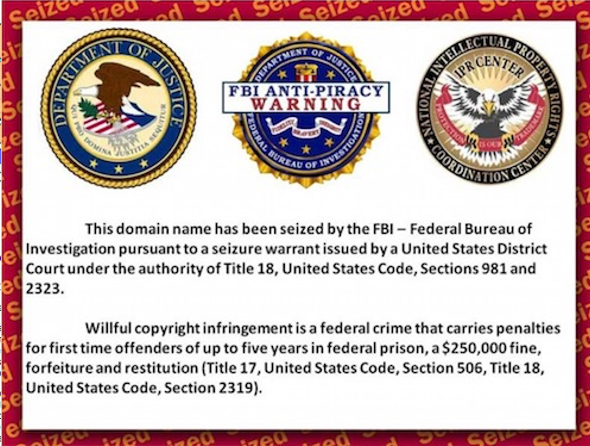 Seized
DEPARTMENT OF JUSTICE
QUI PRO DOMINA JUSTITIA SEQUITUR
DEPARTMENT OF JUSTICE
FBI ANTI-PIRACY
WARNING
FIDELITY BRAVERY INTEGRITY
FEDERAL BUREAU OF INVESTIGATION
NATIONAL INTELLECTUAL PROPERTY RIGHTS
IPR CENTER
PROTECTION IS OUR TRADEMARK
COORDINATION CENTER
This domain name has been seized by the FBI – Federal Bureau of
Investigation pursuant to a seizure warrant issued by a United States District
Court under the authority of Title 18, United States Code, Sections 981 and
2323.
Willful copyright infringement is a federal crime that carries penalties
for first time offenders of up to five years in federal prison, a $250,000 fine,
forfeiture and restitution (Title 17, United States Code, Section 506, Title 18,
United States Code, Section 2319).